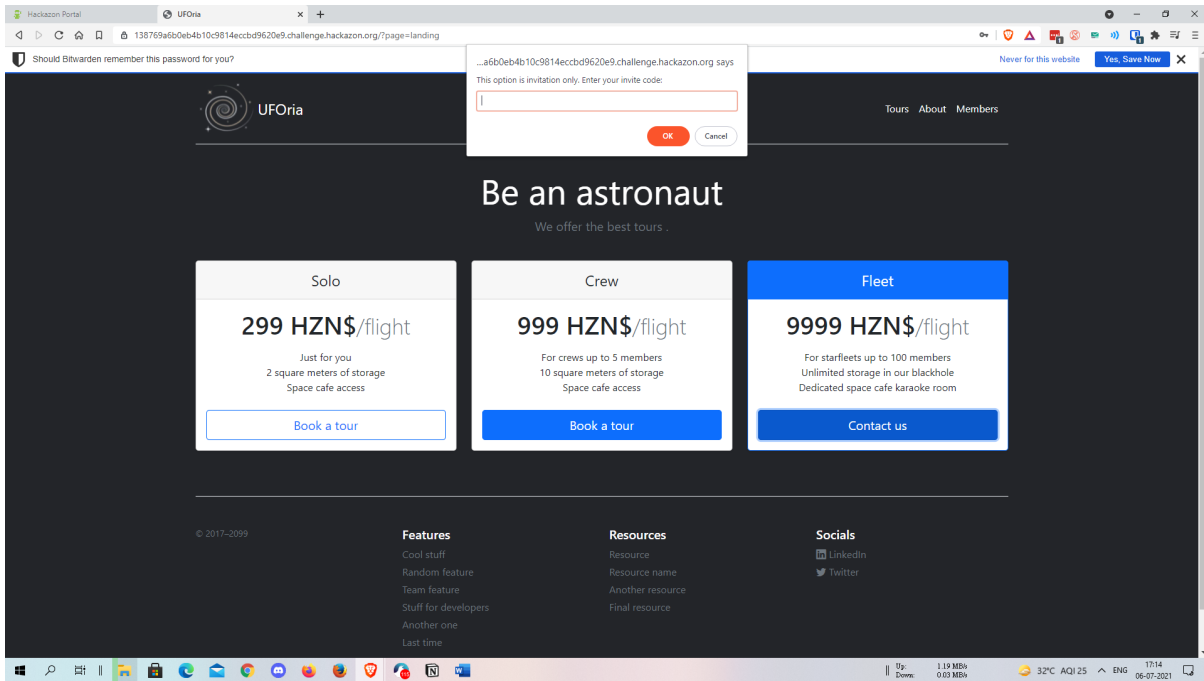 Hackazon Portal
UFOria
138769a6b0eb4b10c9814eccbd9620e9.challenge.hackazon.org/?page=landing
Should Bitwarden remember this password for you?
Never for this website
Yes, Save Now
...a6b0eb4b10c9814eccbd9620e9.challenge.hackazon.org says
This option is invitation only. Enter your invite code:
OK
Cancel
UFOria
Tours About Members
Be an astronaut
We offer the best tours .
Solo
299 HZN$/flight
Just for you
2 square meters of storage
Space cafe access
Book a tour
Crew
999 HZN$/flight
For crews up to 5 members
10 square meters of storage
Space cafe access
Book a tour
Fleet
9999 HZN$/flight
For starfleets up to 100 members
Unlimited storage in our blackhole
Dedicated space cafe karaoke room
Contact us
© 2017–2099
Features
Cool stuff
Random feature
Team feature
Stuff for developers
Another one
Last time
Resources
Resource
Resource name
Another resource
Final resource
Socials
LinkedIn
Twitter
Up: 1.19 MB/s
Down: 0.03 MB/s
32°C AQI 25
ENG
17:14
06-07-2021